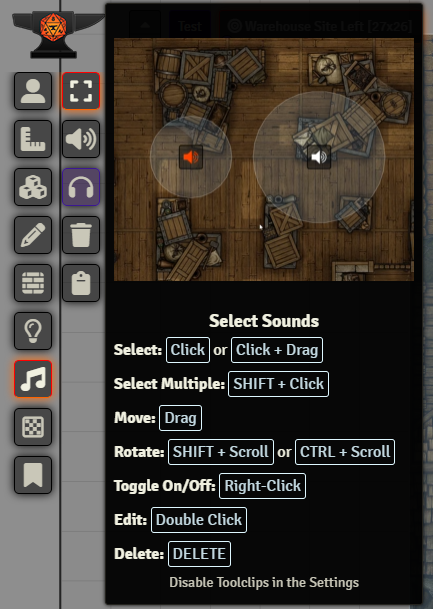 Test
Warehouse Site Left [27x26]
Select Sounds
Select: Click or Click + Drag
Select Multiple: SHIFT + Click
Move: Drag
Rotate: SHIFT + Scroll or CTRL + Scroll
Toggle On/Off: Right-Click
Edit: Double Click
Delete: DELETE
Disable Toolclips in the Settings